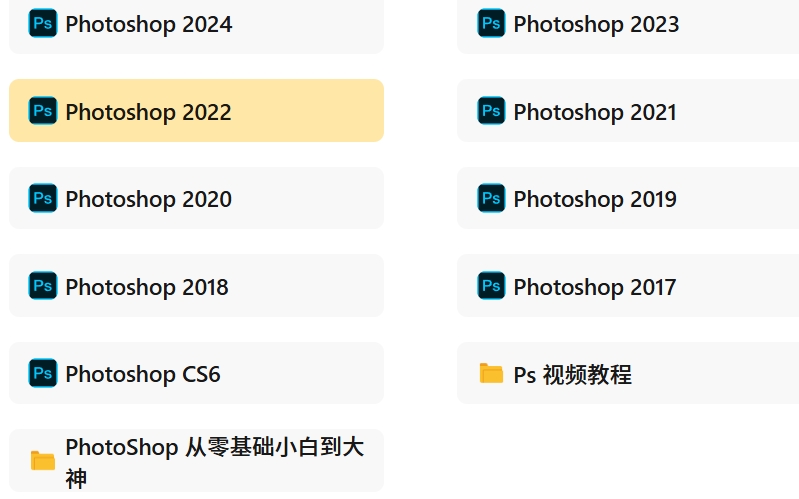 Ps Photoshop 2024
Ps Photoshop 2023
Ps Photoshop 2022
Ps Photoshop 2021
Ps Photoshop 2020
Ps Photoshop 2019
Ps Photoshop 2018
Ps Photoshop 2017
Ps Photoshop CS6
Ps 视频教程
PhotoShop 从零基础小白到大
神